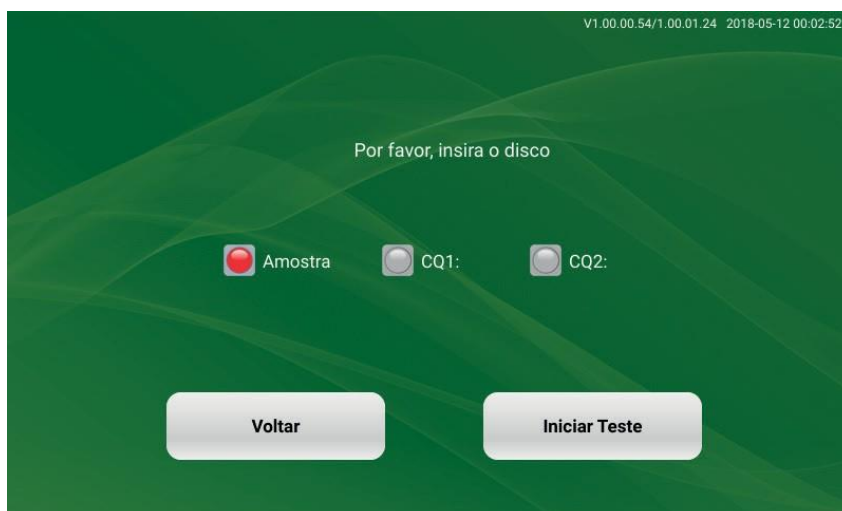 V1.00.00.54/1.00.01.24 2018-05-12 00:02:52
Por favor, insira o disco
Amostra CQ1: CQ2:
Voltar Iniciar Teste